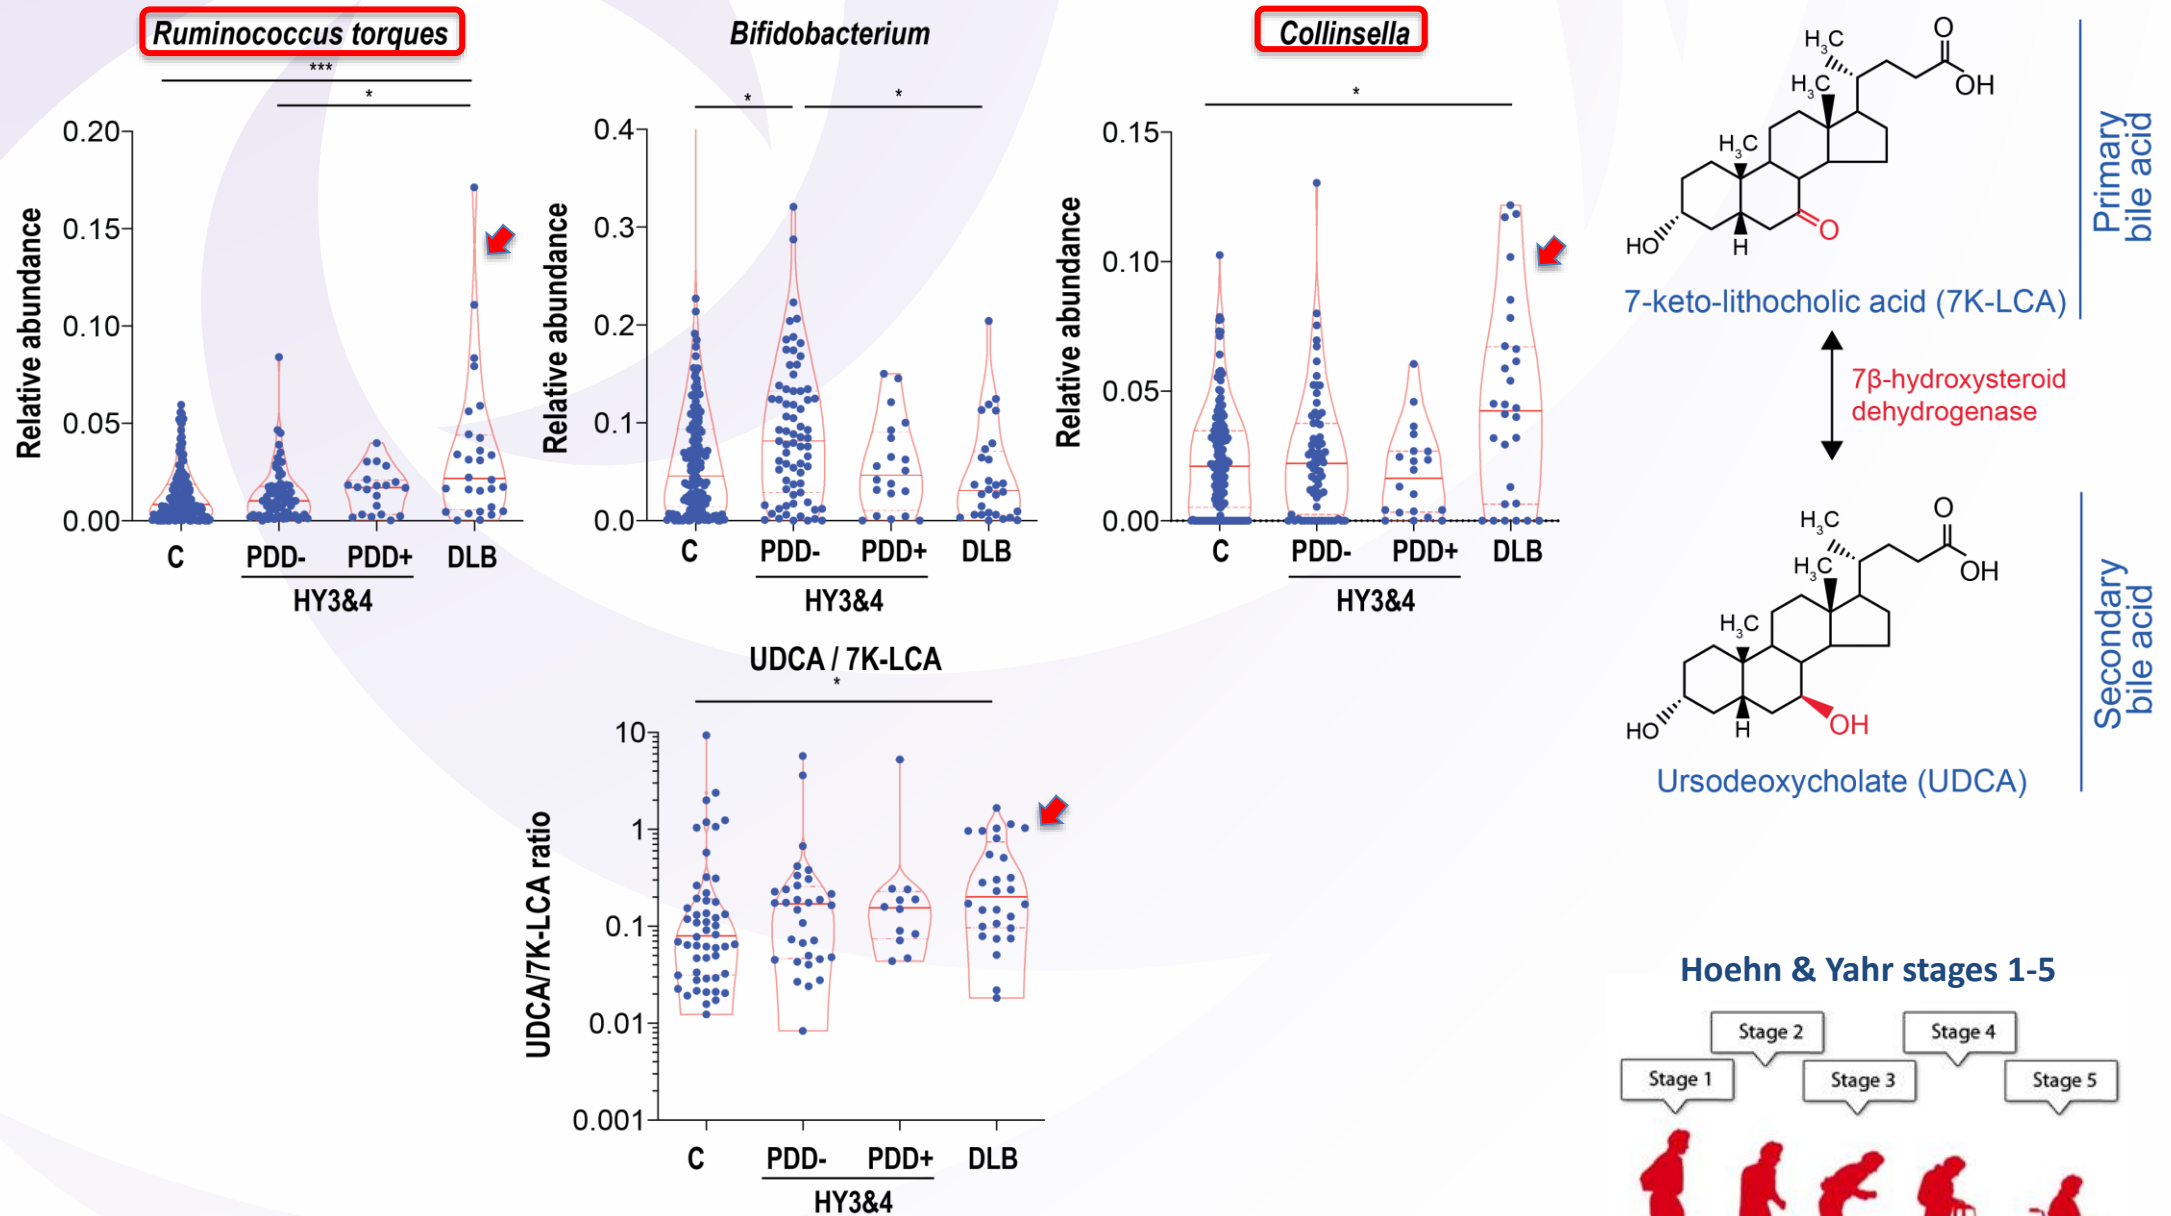 Ruminococcus torques
***
*
Relative abundance
0.20
0.15
0.10
0.05
0.00
C
PDD-
PDD+
DLB
HY3&4
Bifidobacterium
*
*
Relative abundance
0.4
0.3
0.2
0.1
0.0
C
PDD-
PDD+
DLB
HY3&4
Collinsella
*
Relative abundance
0.15
0.10
0.05
0.00
C
PDD-
PDD+
DLB
HY3&4
UDCA / 7K-LCA
*
UDCA/7K-LCA ratio
10
1
0.1
0.01
0.001
C
PDD-
PDD+
DLB
HY3&4
H3C
O
H3C
OH
H3C
O
HO
H
7-keto-lithocholic acid (7K-LCA)
Primary
bile acid
7β-hydroxysteroid
dehydrogenase
H3C
O
H3C
OH
H3C
HO
H
OH
Ursodeoxycholate (UDCA)
Secondary
bile acid
Hoehn & Yahr stages 1-5
Stage 1
Stage 2
Stage 3
Stage 4
Stage 5